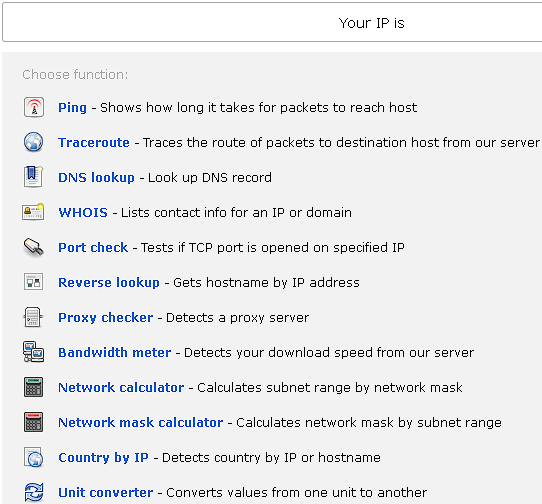 Your IP is
Choose function:
Ping - Shows how long it takes for packets to reach host
Traceroute - Traces the route of packets to destination host from our server
DNS lookup - Look up DNS record
WHOIS - Lists contact info for an IP or domain
Port check - Tests if TCP port is opened on specified IP
Reverse lookup - Gets hostname by IP address
Proxy checker - Detects a proxy server
Bandwidth meter - Detects your download speed from our server
Network calculator - Calculates subnet range by network mask
Network mask calculator - Calculates network mask by subnet range
Country by IP - Detects country by IP or hostname
Unit converter - Converts values from one unit to another